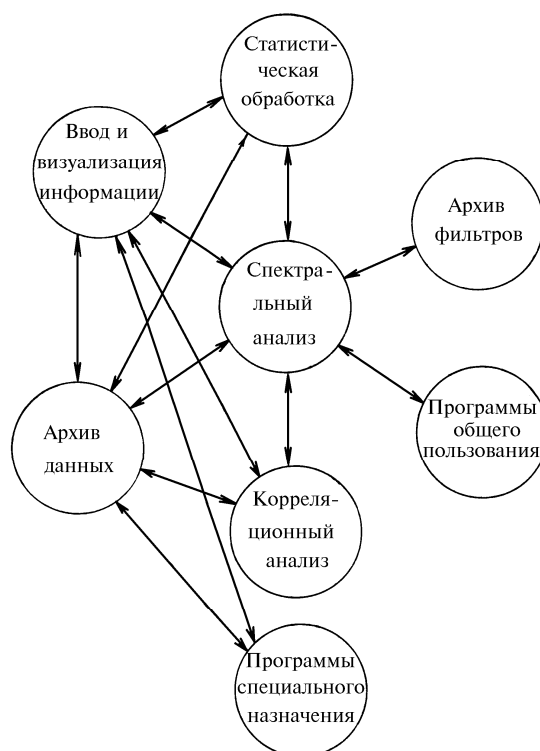 Статисти-
ческая
обработка
Ввод и
визуализация
информации
Архив
фильтров
Спектра-
льный
анализ
Программы
общего
пользования
Архив
данных
Корреля-
ционный
анализ
Программы
специального
назначения